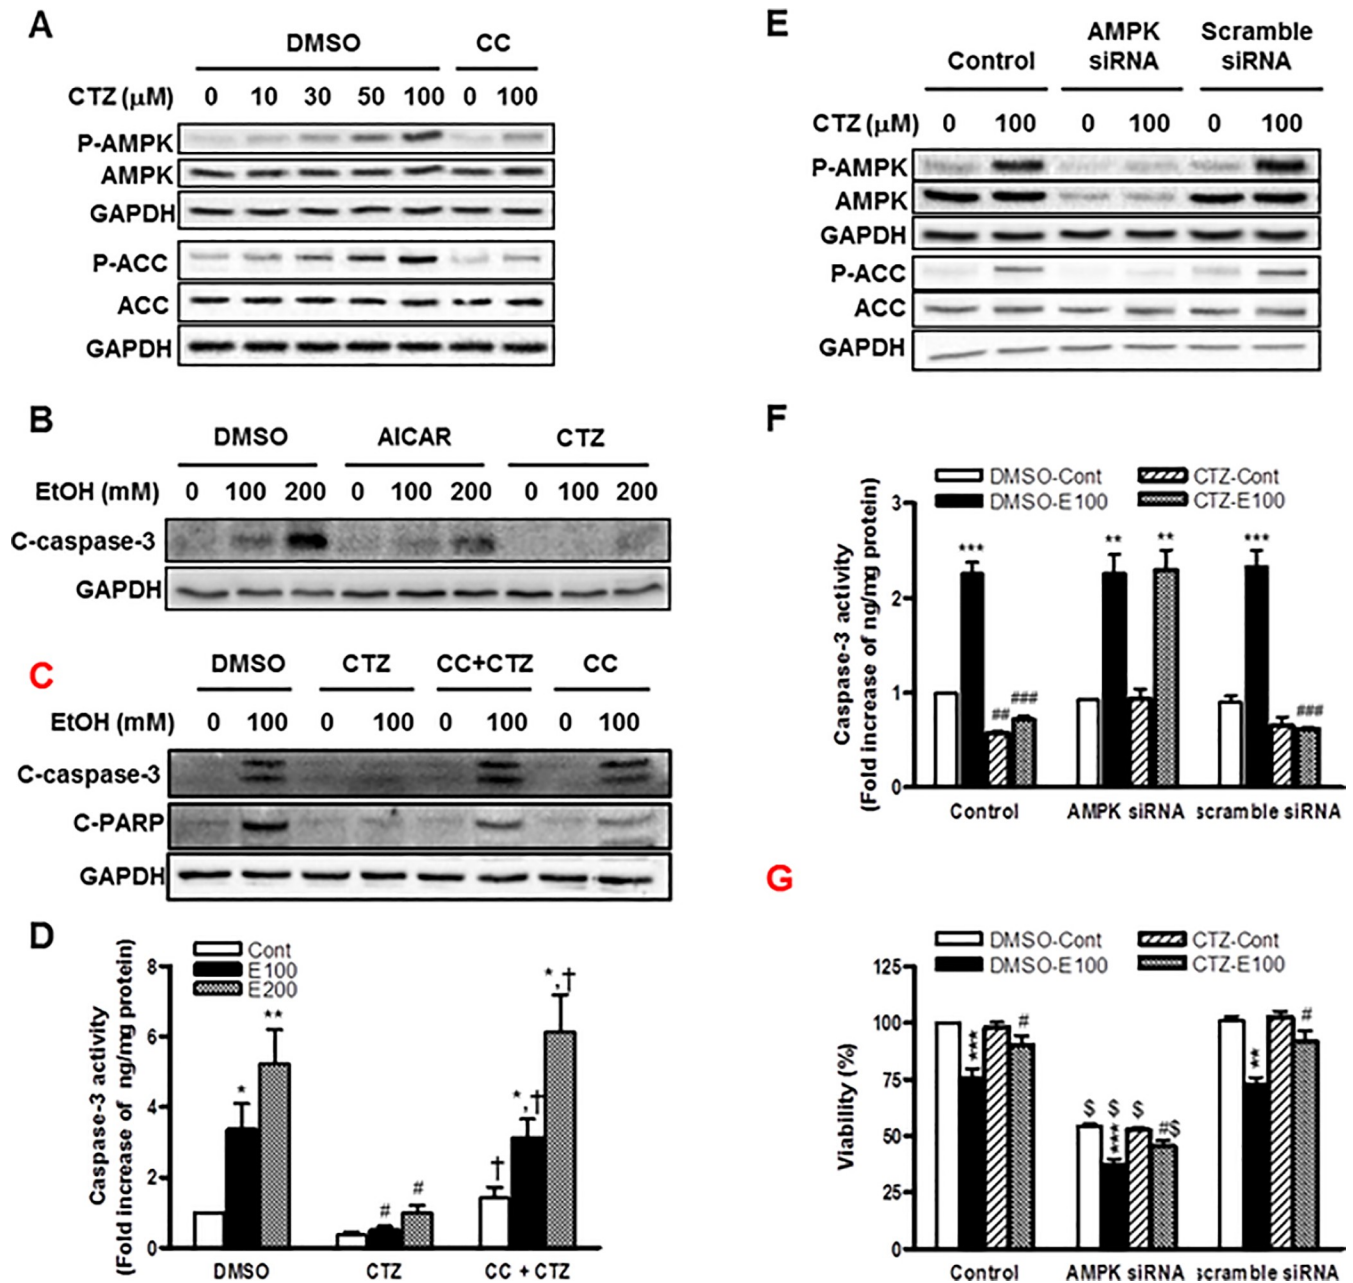 A
DMSO CC
CTZ (μM) 0 10 30 50 100 0 100
P-AMPK
AMPK
GAPDH
P-ACC
ACC
GAPDH
B
DMSO AICAR CTZ
EtOH (mM) 0 100 200 0 100 200 0 100 200
C-caspase-3
GAPDH
C
DMSO CTZ CC+CTZ CC
EtOH (mM) 0 100 0 100 0 100 0 100
C-caspase-3
C-PARP
GAPDH
D
Caspase-3 activity
(Fold increase of ng/mg protein)
Cont
E100
E200
8
6
4
2
0
* ** # # † *,† *,†
DMSO CTZ CC + CTZ
E
Control AMPK siRNA Scramble siRNA
CTZ (μM) 0 100 0 100 0 100
P-AMPK
AMPK
GAPDH
P-ACC
ACC
GAPDH
F
DMSO-Cont CTZ-Cont
DMSO-E100 CTZ-E100
Caspase-3 activity
(Fold increase of ng/mg protein)
3
2
1
0
*** ## ### ** ** *** ###
Control AMPK siRNA scramble siRNA
G
DMSO-Cont CTZ-Cont
DMSO-E100 CTZ-E100
Viability (%)
125
100
75
50
25
0
*** # $ $*** $ #$ ** #
Control AMPK siRNA scramble siRNA